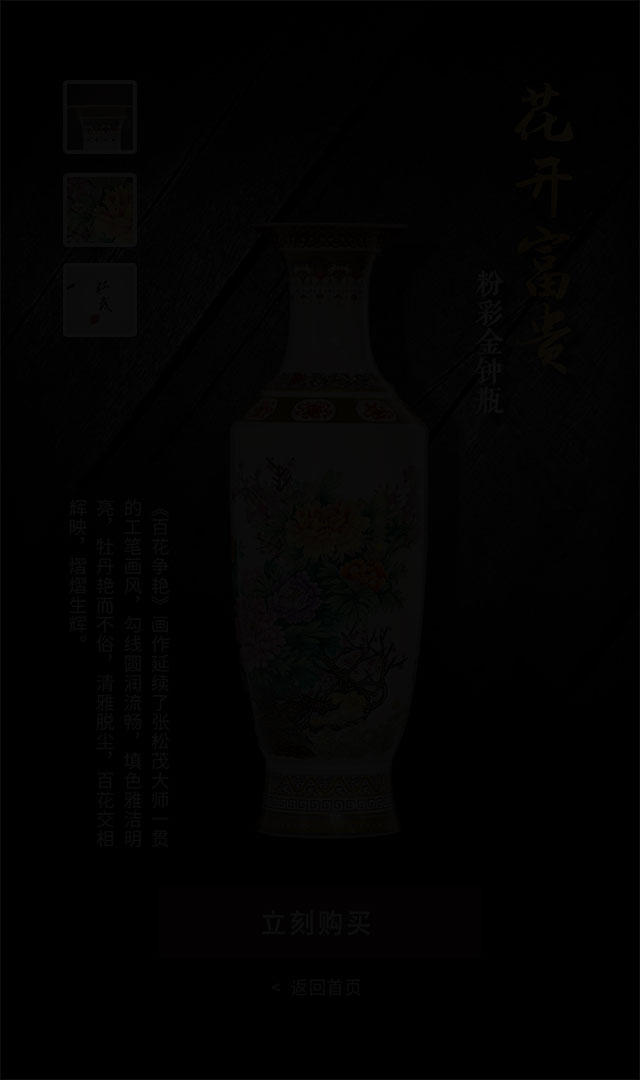 花开富贵
粉彩金钟瓶
《百花争艳》画作延续了张松茂大师一贯
的工笔画风，勾线圆润流畅，填色雅洁明
亮，牡丹艳而不俗，清雅脱尘，百花交相
辉映，熠熠生辉。
立刻购买
< 返回首页